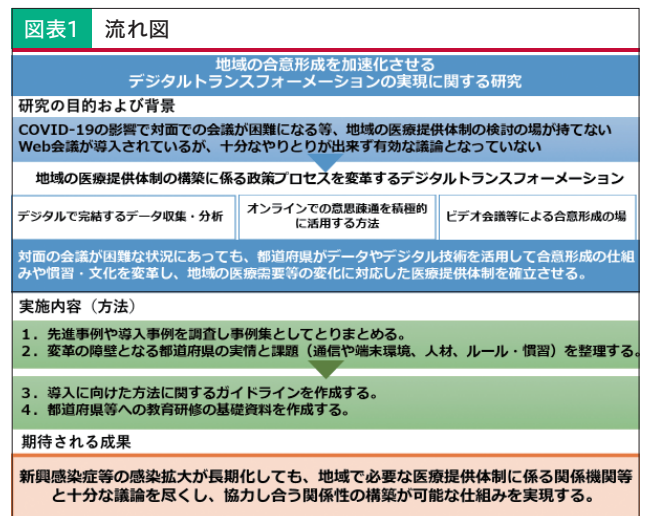 図表1 流れ図
地域の合意形成を加速化させる
デジタルトランスフォーメーションの実現に関する研究
研究の目的および背景
COVID-19の影響で対面での会議が困難になる等、地域の医療提供体制の検討の場が持てない
Web会議が導入されているが、十分なやりとりが出来ず有効な議論となっていない
地域の医療提供体制の構築に係る政策プロセスを変革するデジタルトランスフォーメーション
デジタルで完結するデータ収集・分析
オンラインでの意思疎通を積極的
に活用する方法
ビデオ会議等による合意形成の場
対面の会議が困難な状況にあっても、都道府県がデータやデジタル技術を活用して合意形成の仕組
みや慣習・文化を変革し、地域の医療需要等の変化に対応した医療提供体制を確立させる。
実施内容（方法）
1．先進事例や導入事例を調査し事例集としてとりまとめる。
2．変革の障壁となる都道府県の実情と課題（通信や端末環境、人材、ルール・慣習）を整理する。
3．導入に向けた方法に関するガイドラインを作成する。
4．都道府県等への教育研修の基礎資料を作成する。
期待される成果
新興感染症等の感染拡大が長期化しても、地域で必要な医療提供体制に係る関係機関等
と十分な議論を尽くし、協力し合う関係性の構築が可能な仕組みを実現する。